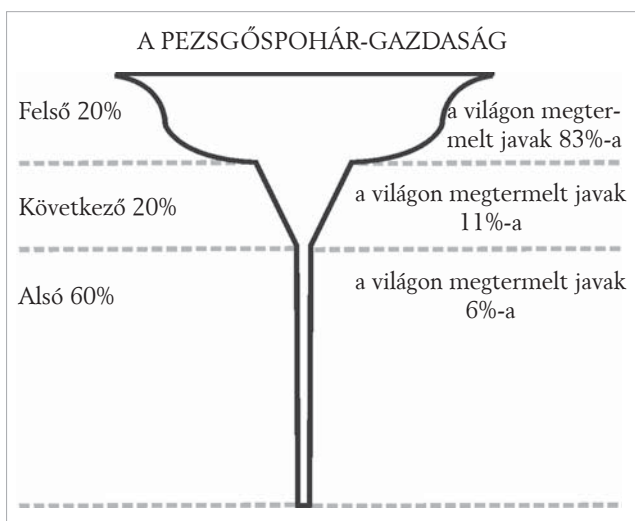 A PEZSGŐSPOHÁR-GAZDASÁG
Felső 20%
a világon megter-
melt javak 83%-a
Következő 20%
a világon megtermelt javak
11%-a
Alsó 60%
a világon megtermelt javak
6%-a